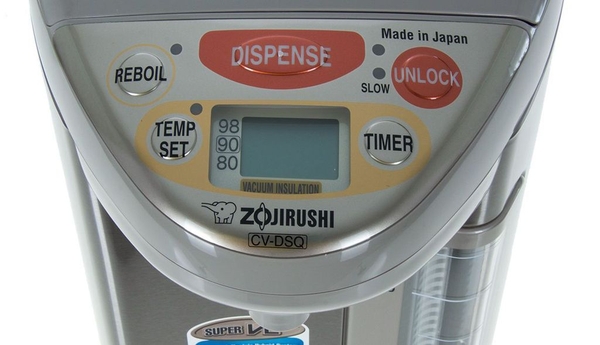 Made in Japan
DISPENSE
REBOIL
UNLOCK
SLOW
TEMP
SET
98
90
80
TIMER
VACUUM INSULATION
ZOJIRUSHI
CV-DSQ
SUPER VE